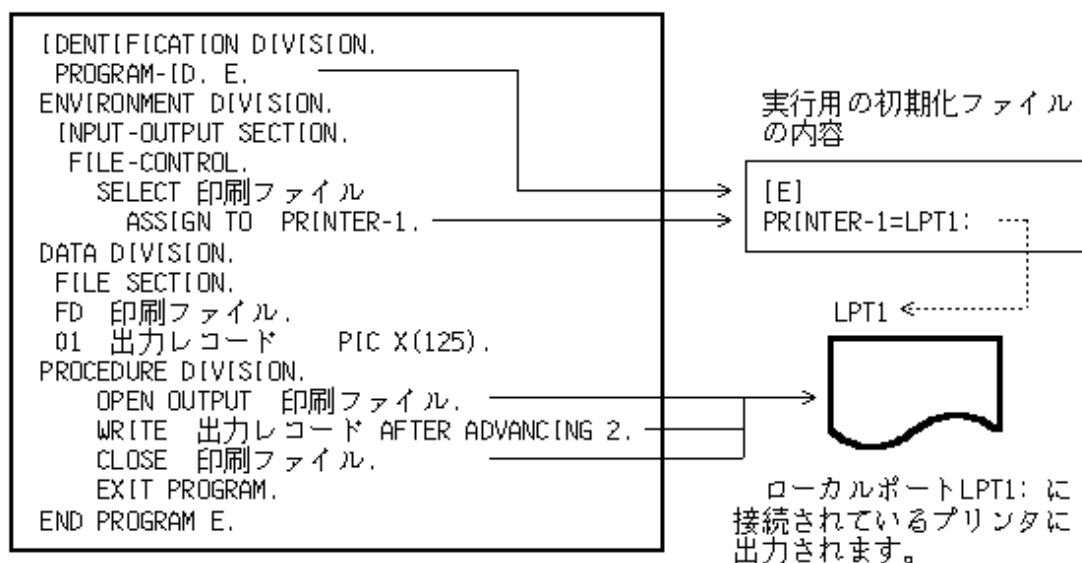 IDENTIFICATION DIVISION.
PROGRAM-ID. E.
ENVIRONMENT DIVISION.
INPUT-OUTPUT SECTION.
FILE-CONTROL.
SELECT 印刷ファイル
ASSIGN TO PRINTER-1.
DATA DIVISION.
FILE SECTION.
FD 印刷ファイル.
01 出力レコード PIC X(125).
PROCEDURE DIVISION.
OPEN OUTPUT 印刷ファイル.
WRITE 出力レコード AFTER ADVANCING 2.
CLOSE 印刷ファイル.
EXIT PROGRAM.
END PROGRAM E.
実行用の初期化ファイル
の内容
[E]
PRINTER-1=LPT1:
LPT1
ローカルポートLPT1: に
接続されているプリンタに
出力されます。